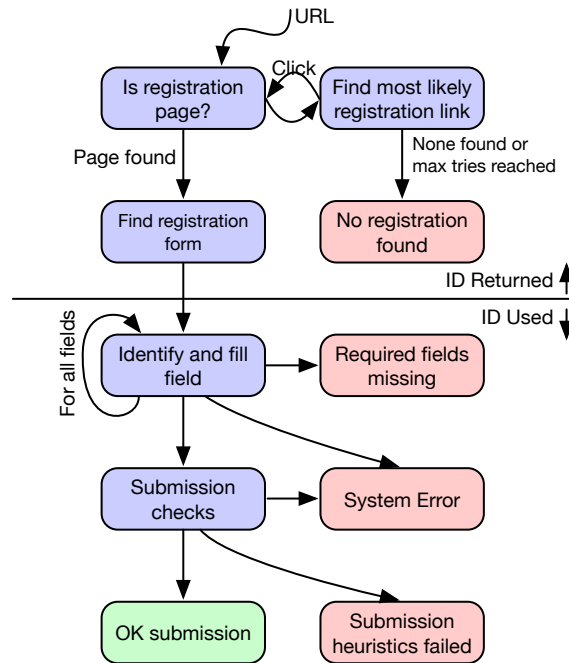 URL
Click
Is registration
page?
Find most likely
registration link
Page found
None found or
max tries reached
Find registration
form
No registration
found
ID Returned
ID Used
For all fields
Identify and fill
field
Required fields
missing
Submission
checks
System Error
OK submission
Submission
heuristics failed